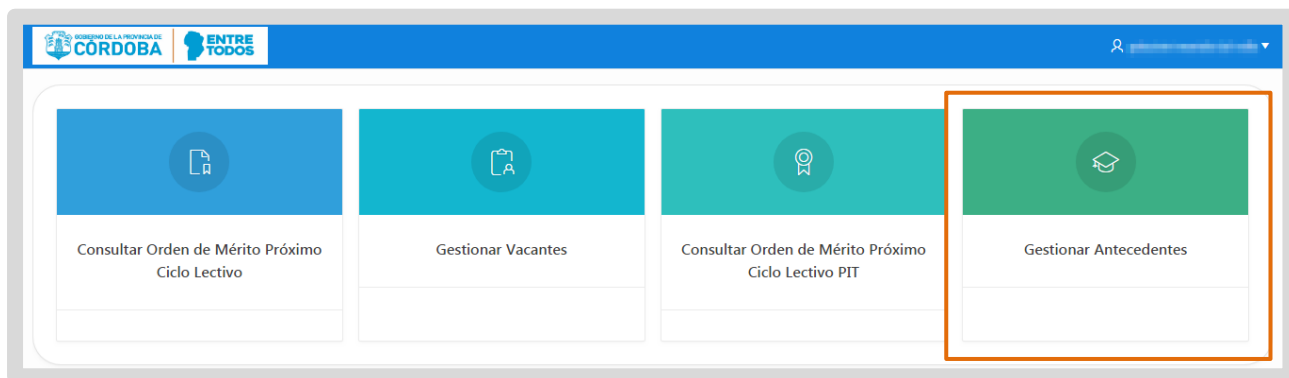 GOBIERNO DE LA PROVINCIA DE
CÓRDOBA
ENTRE
TODOS
Consultar Orden de Mérito Próximo
Ciclo Lectivo
Gestionar Vacantes
Consultar Orden de Mérito Próximo
Ciclo Lectivo PIT
Gestionar Antecedentes